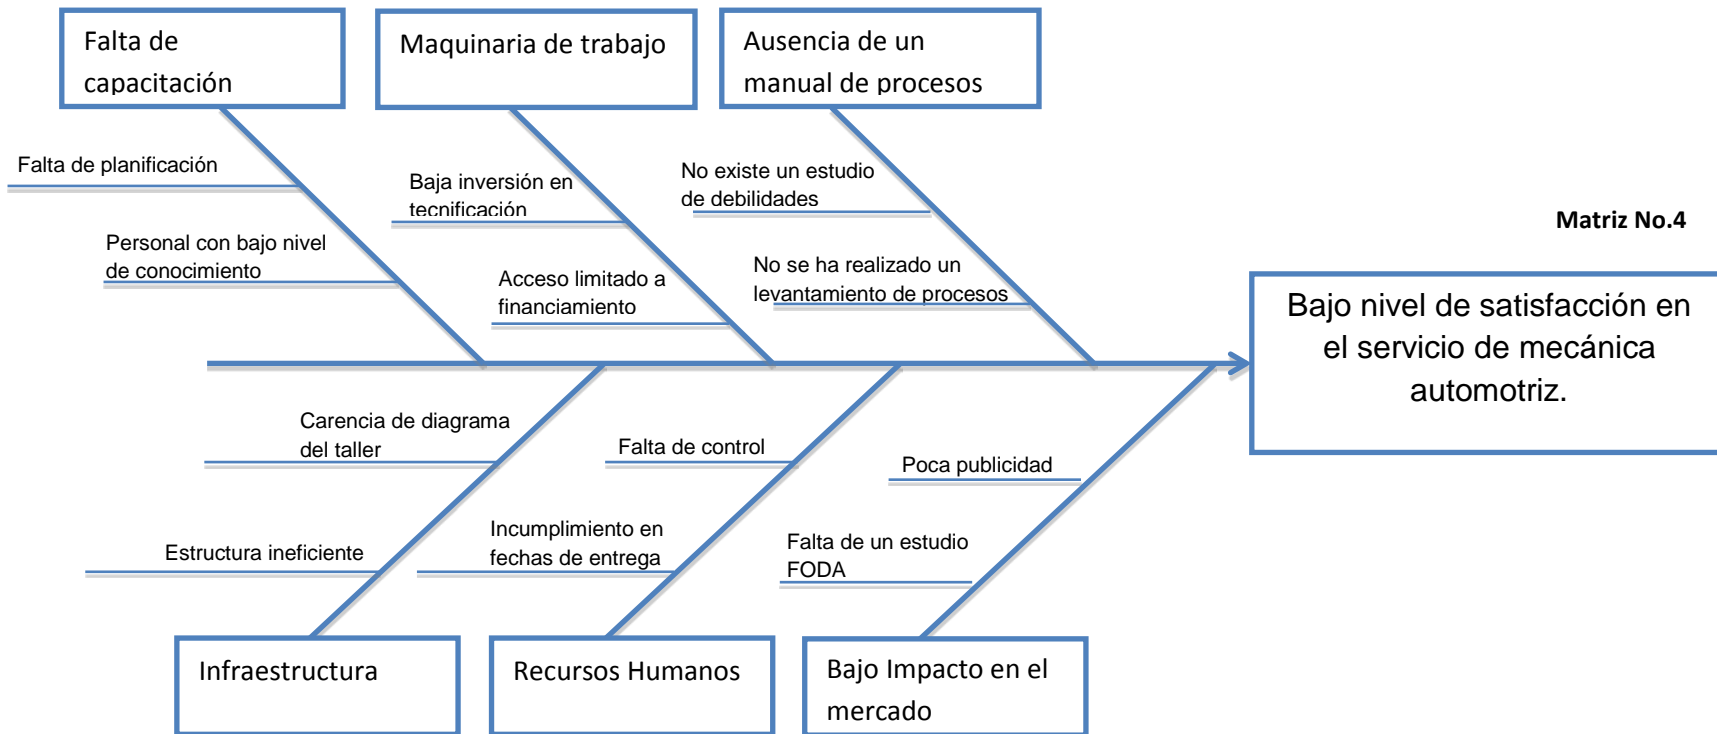 Falta de
capacitación
Maquinaria de trabajo
Ausencia de un
manual de procesos
Falta de planificación
Personal con bajo nivel
de conocimiento
Baja inversión en
tecnificación
Acceso limitado a
financiamiento
No existe un estudio
de debilidades
No se ha realizado un
levantamiento de procesos
Matriz No.4
Bajo nivel de satisfacción en
el servicio de mecánica
automotriz.
Carencia de diagrama
del taller
Estructura ineficiente
Falta de control
Incumplimiento en
fechas de entrega
Poca publicidad
Falta de un estudio
FODA
Infraestructura
Recursos Humanos
Bajo Impacto en el
mercado